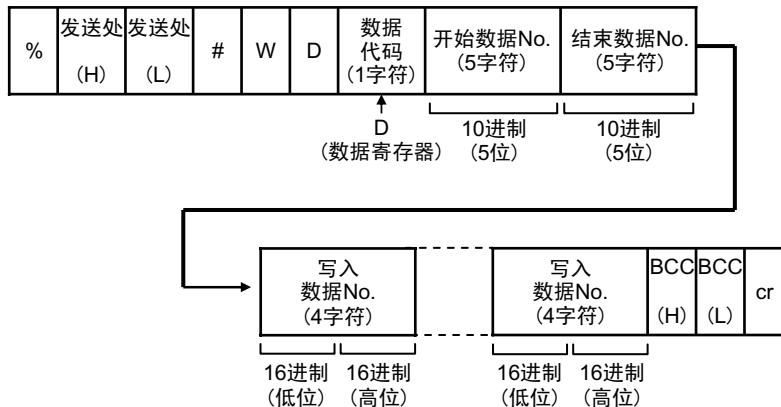 %
发送处
(H)
发送处
(L)
#
W
D
数据
代码
(1字符)
开始数据No.
(5字符)
结束数据No.
(5字符)
D
(数据寄存器)
10进制
(5位)
10进制
(5位)
写入
数据No.
(4字符)
写入
数据No.
(4字符)
BCC
(H)
BCC
(L)
cr
16进制
(低位)
16进制
(高位)
16进制
(低位)
16进制
(高位)